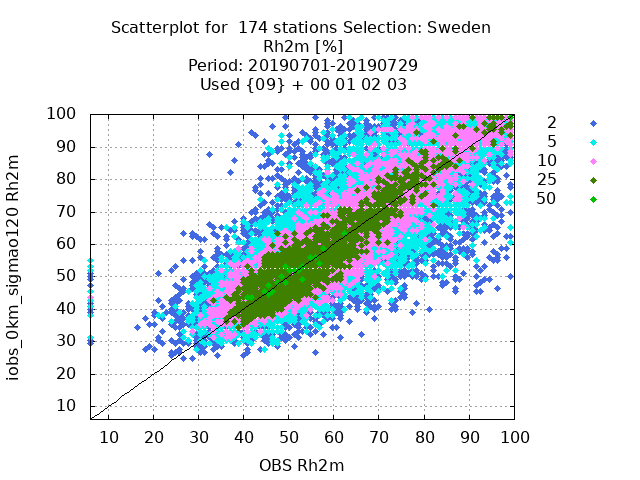 Scatterplot for  174 stations Selection: Sweden
Rh2m [%]
Period: 20190701-20190729
Used {09} + 00 01 02 03
100
90
80
70
60
50
40
30
20
10
iobs_0km_sigmao120 Rh2m
10 20 30 40 50 60 70 80 90 100
OBS Rh2m
2
5
10
25
50